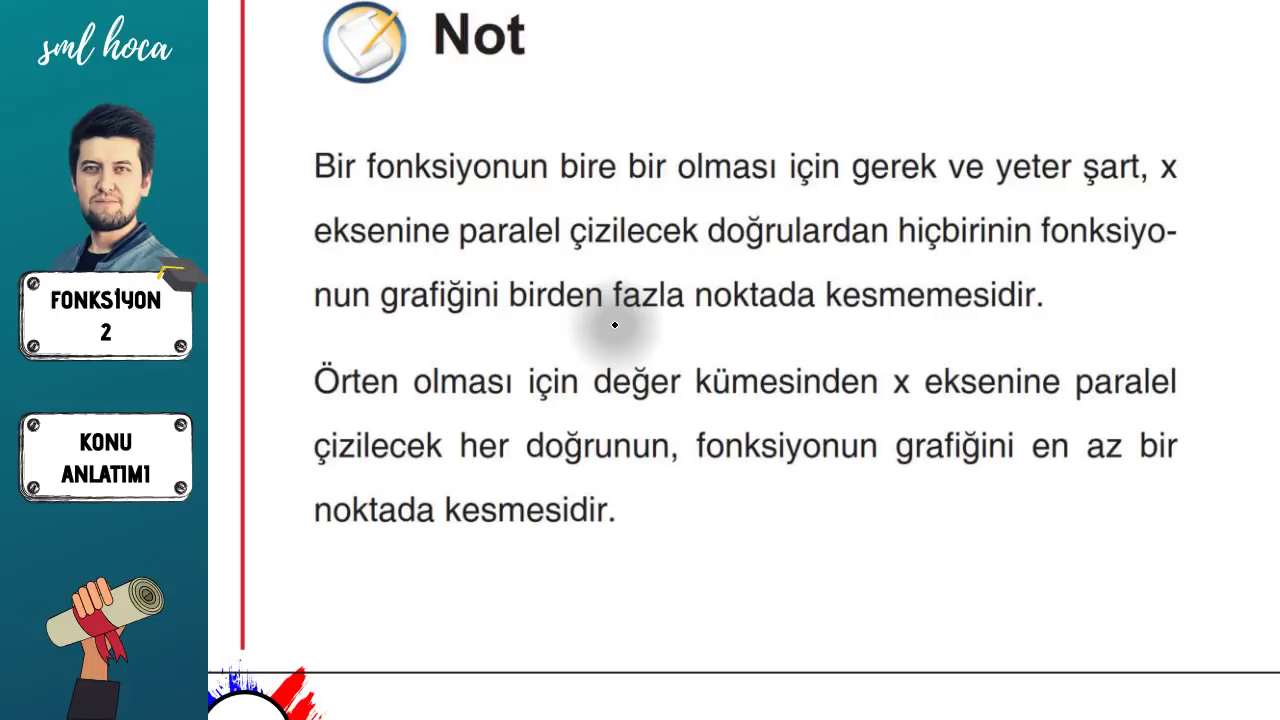 sml hoca
FONKSİYON
2
KONU
ANLATIMI
Not
Bir fonksiyonun bire bir olması için gerek ve yeter şart, x
eksenine paralel çizilecek doğrulardan hiçbirinin fonksiyo-
nun grafiğini birden fazla noktada kesmemesidir.
Örten olması için değer kümesinden x eksenine paralel
çizilecek her doğrunun, fonksiyonun grafiğini en az bir
noktada kesmesidir.